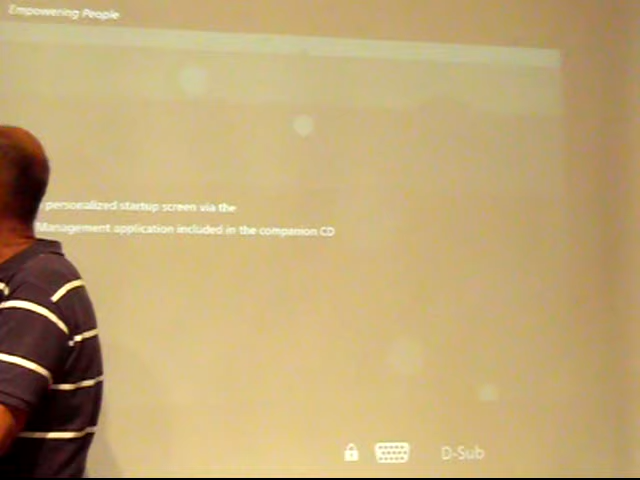 Empowering People
personalized startup screen via the
Management application included in the companion CD
D-Sub